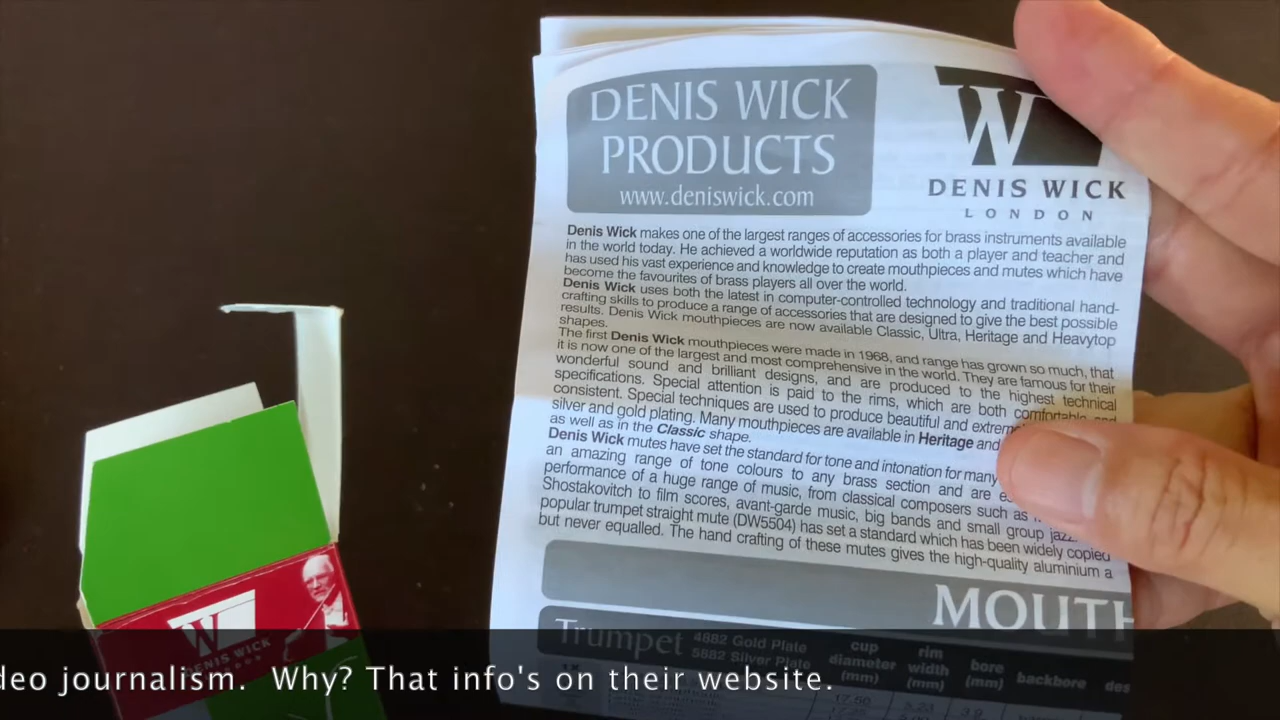 DENIS WICK
PRODUCTS
www.deniswick.com
W
DENIS WICK
LONDON
Denis Wick makes one of the largest ranges of accessories for brass instruments available
in the world today. He achieved a worldwide reputation as both a player and teacher and
has used his vast experience and knowledge to create mouthpieces and mutes which have
become the favourites of brass players all over the world.
Denis Wick uses both the latest in computer-controlled technology and traditional hand-
crafting skills to produce a range of accessories that are designed to give the best possible
results. Denis Wick mouthpieces are now available Classic, Ultra, Heritage and Heavytop
shapes.
The first Denis Wick mouthpieces were made in 1968, and range has grown so much, that
it is now one of the largest and most comprehensive in the world. They are famous for their
wonderful sound and brilliant designs, and are produced to the highest technical
specifications. Special attention is paid to the rims, which are both comfortable and
consistent. Special techniques are used to produce beautiful and
silver and gold plating. Many mouthpieces are available in Heritage and
as well as in the Classic shape.
Denis Wick mutes have set the standard for tone and intonation for many
an amazing range of tone colours to any brass section and are
performance of a huge range of music, from classical composers such as
Shostakovitch to film scores, avant-garde music, big bands and small group jazz.
popular trumpet straight mute (DW5504) has set a standard which has been widely copied
but never equalled. The hand crafting of these mutes gives the high-quality aluminium a
MOUTH
Trumpet 4882 Gold Plate
5882 Silver Plate
cup
diameter
(mm)
rim
width
(mm)
bore
(mm)
backbore
des
17.50 5.23 3.9
W
DENIS WICK
deo journalism. Why? That info's on their website.